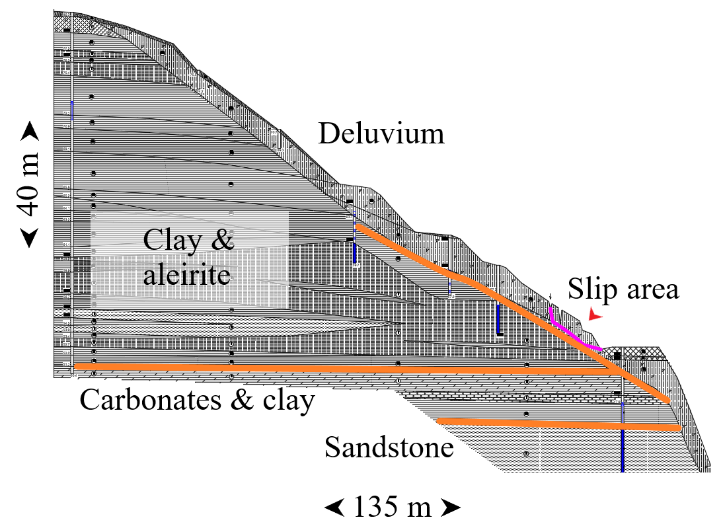 Deluvium
40 m
Clay &
aleirite
Slip area
Carbonates & clay
Sandstone
135 m